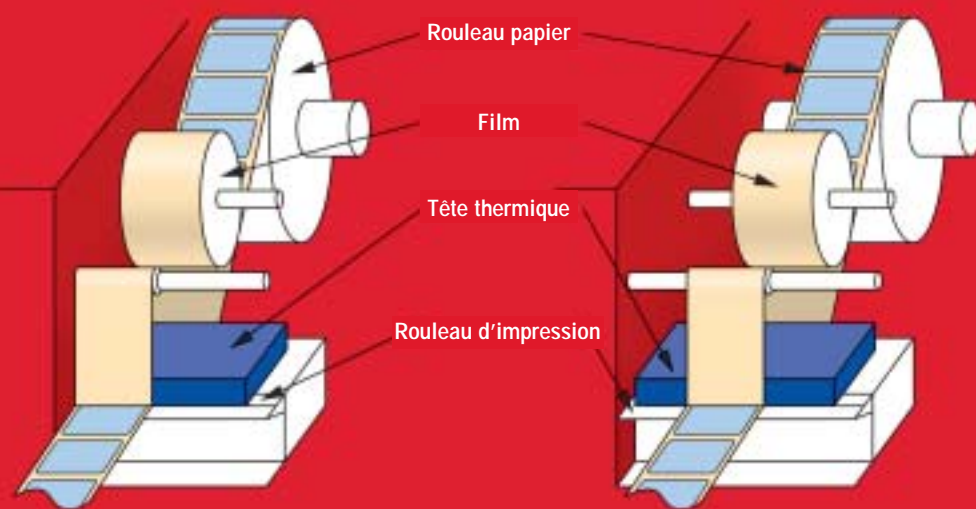 Rouleau papier
Film
Tête thermique
Rouleau d’impression